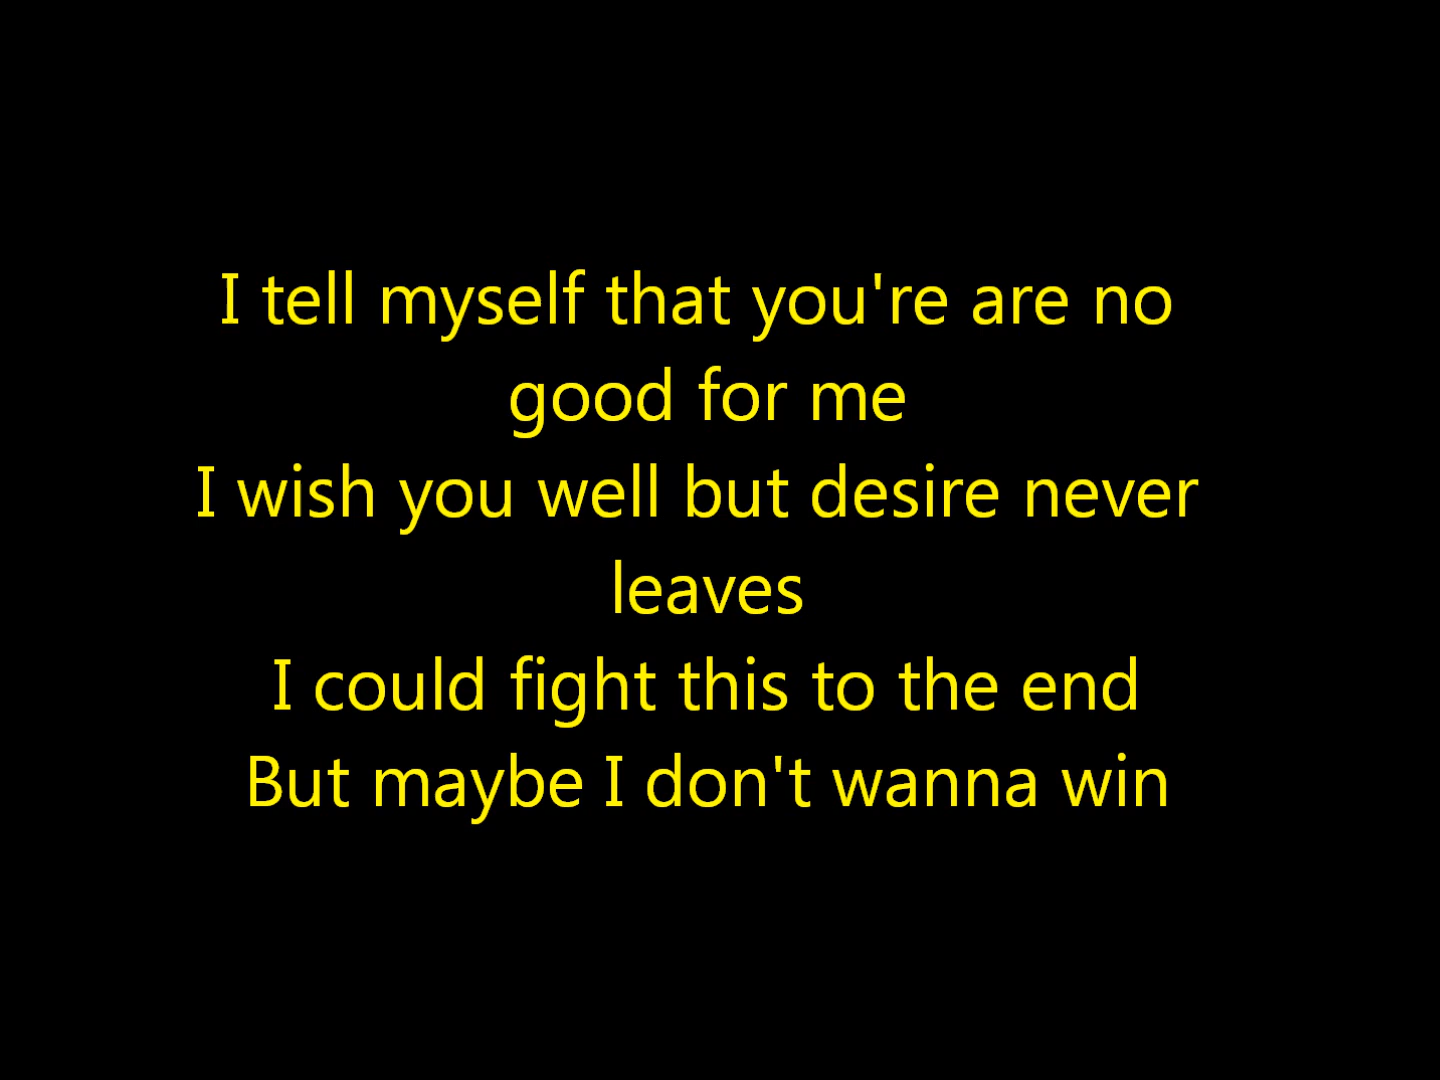 I tell myself that you're are no
good for me
I wish you well but desire never
leaves
I could fight this to the end
But maybe I don't wanna win